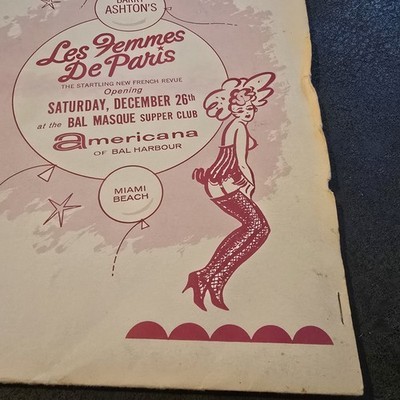 BARRY
ASHTON'S
Les Femmes
De Paris
THE STARTLING NEW FRENCH REVUE
Opening
SATURDAY, DECEMBER 26th
at the BAL MASQUE SUPPER CLUB
americana
OF BAL HARBOUR
MIAMI
BEACH